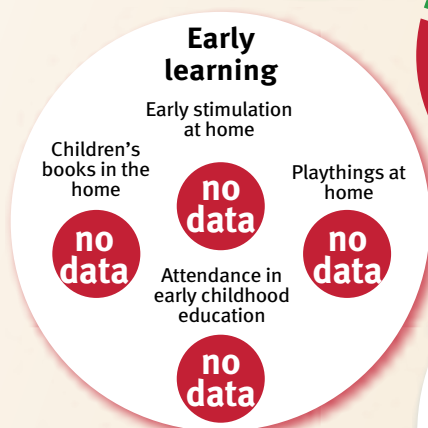 Early
learning
Early stimulation
at home
no
data
Children's
books in the
home
no
data
Playthings at
home
no
data
Attendance in
early childhood
education
no
data